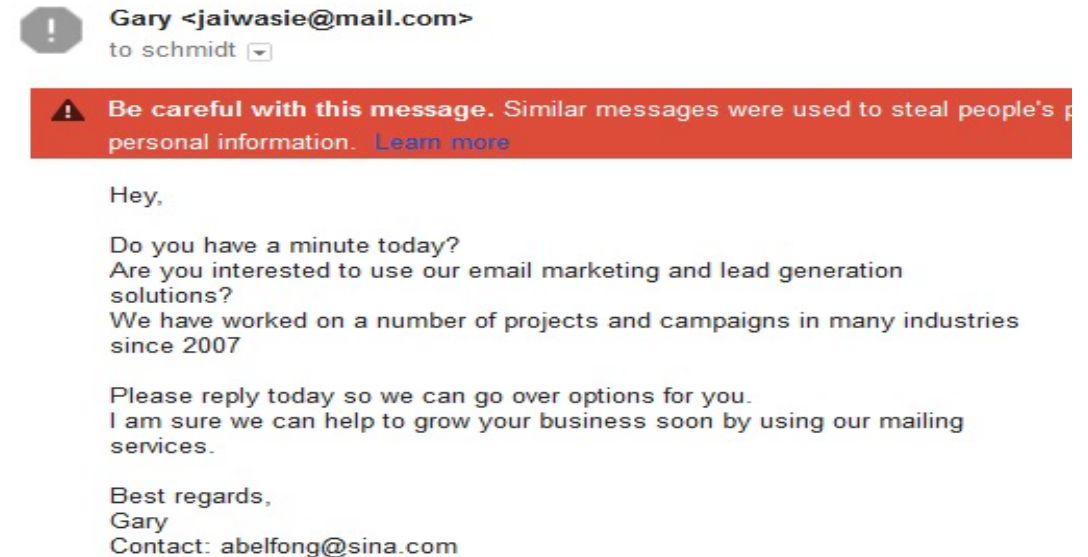 Gary <jaiwasie@mail.com>
to schmidt
Be careful with this message. Similar messages were used to steal people's
personal information. Learn more
Hey,
Do you have a minute today?
Are you interested to use our email marketing and lead generation
solutions?
We have worked on a number of projects and campaigns in many industries
since 2007
Please reply today so we can go over options for you.
I am sure we can help to grow your business soon by using our mailing
services.
Best regards,
Gary
Contact: abelfong@sina.com